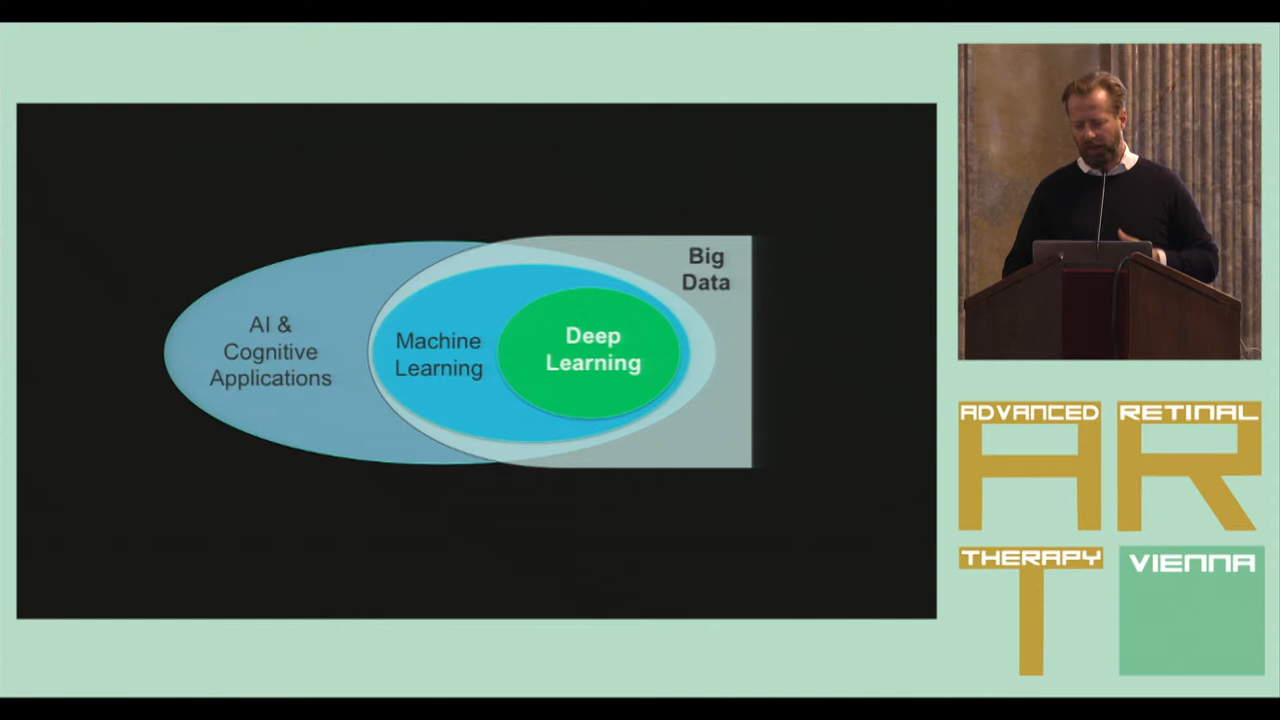 Big
Data
AI &
Cognitive
Applications
Machine
Learning
Deep
Learning
ADVANCED
RETINAL
THERAPY
VIENNA
A
R
T